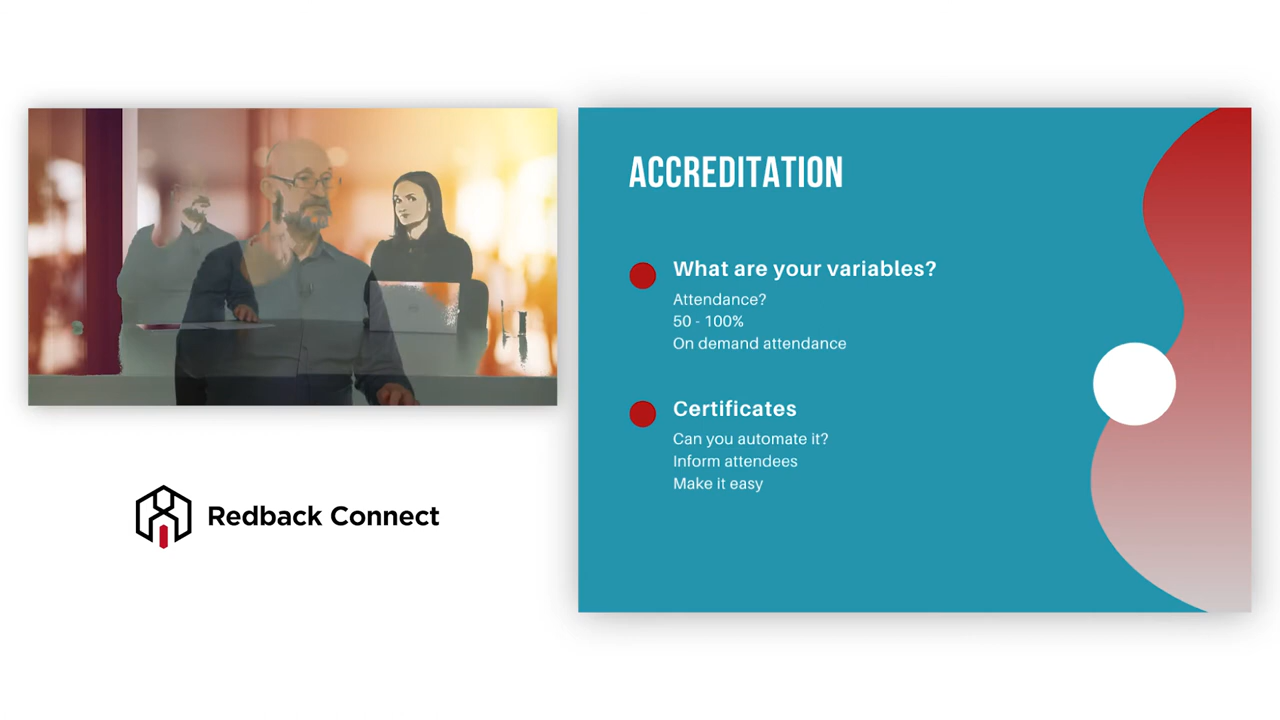 ACCREDITATION
What are your variables?
Attendance?
50 - 100%
On demand attendance
Certificates
Can you automate it?
Inform attendees
Make it easy
Redback Connect